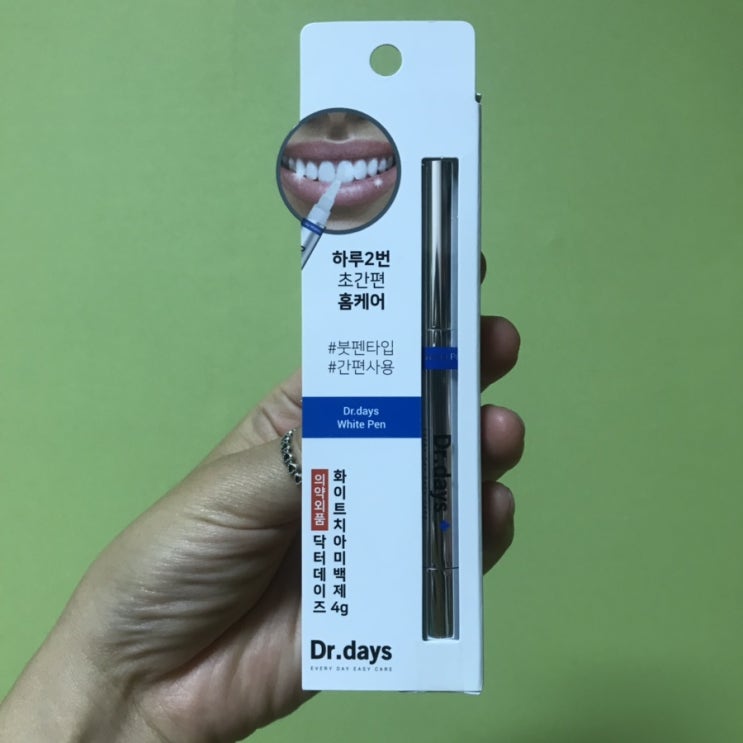 하루2번
초간편
홈케어
#붓펜타입
#간편사용
Dr.days
White Pen
의약외품
닥터데이즈
화이트치아미백제 4g
Dr.days
EVERY DAY EASY CARE
Dr.days